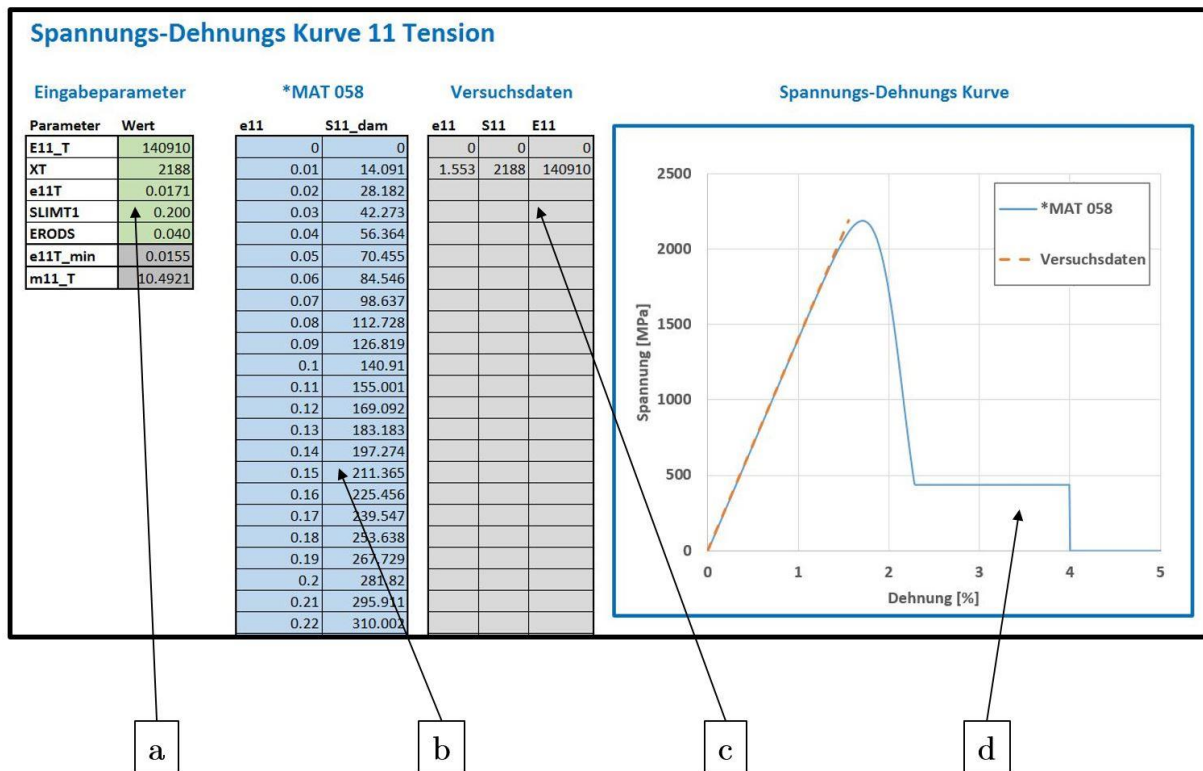 Spannungs-Dehnungs Kurve 11 Tension
Eingabeparameter *MAT 058 Versuchsdaten Spannungs-Dehnungs Kurve
Parameter Wert e11 S11_dam e11 S11 E11
E11_T 140910 0 0 0 0 0
XT 2188 0.01 14.091 1.553 2188 140910
e11T 0.0171 0.02 28.182
SLIMT1 0.200 0.03 42.273
ERODS 0.040 0.04 56.364
e11T_min 0.0155 0.05 70.455
m11_T 10.4921 0.06 84.546
0.07 98.637
0.08 112.728
0.09 126.819
0.1 140.91
0.11 155.001
0.12 169.092
0.13 183.183
0.14 197.274
0.15 211.365
0.16 225.456
0.17 239.547
0.18 253.638
0.19 267.729
0.2 281.82
0.21 295.911
0.22 310.002
Spannung [MPa]
2500
2000
1500
1000
500
0
*MAT 058
Versuchsdaten
0 1 2 3 4 5
Dehnung [%]
a b c d